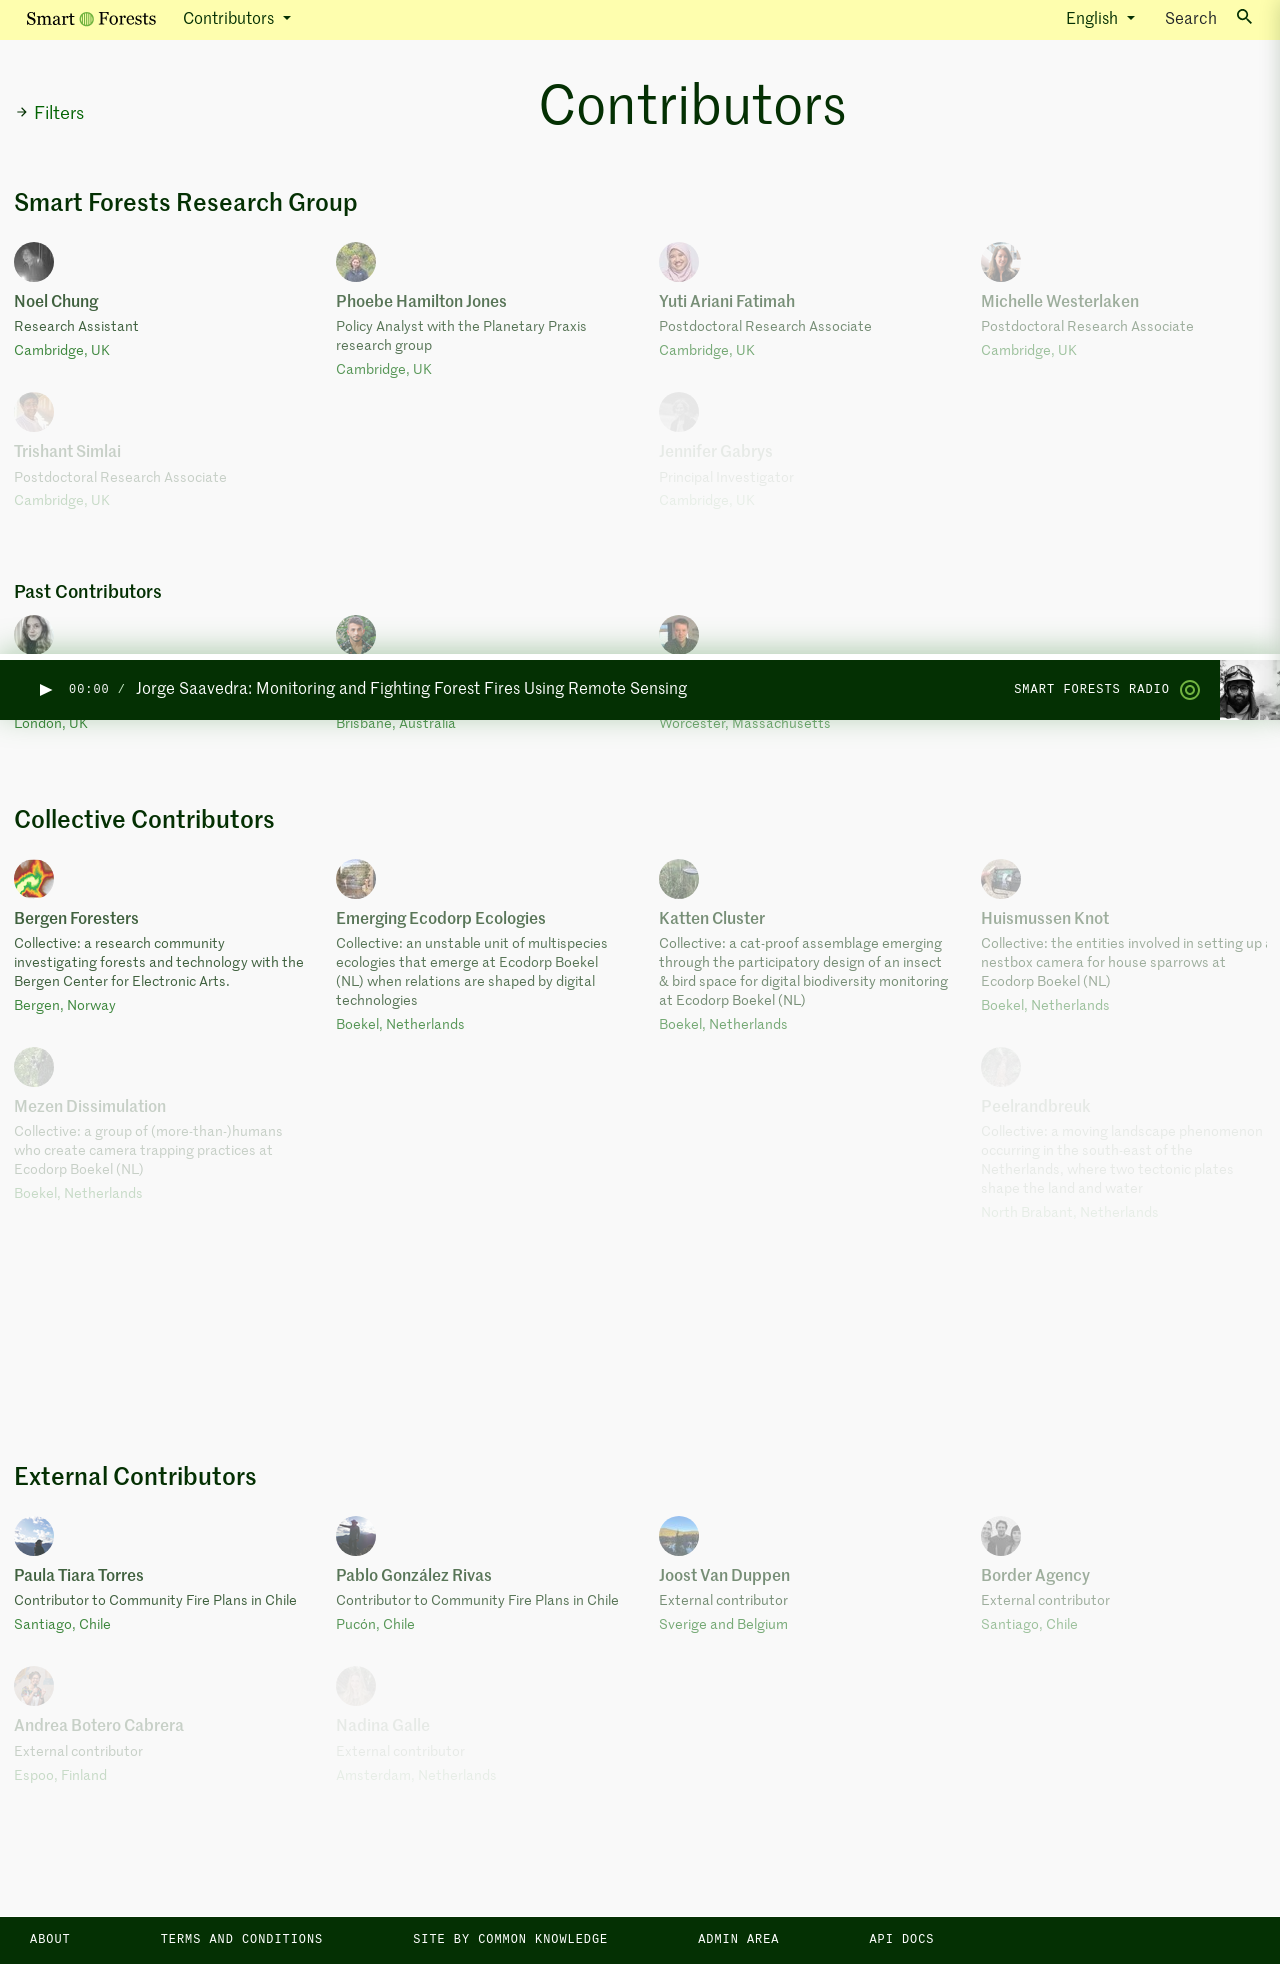 Smart Forests
Contributors
English
Search
Filters
Contributors
Smart Forests Research Group
Noel Chung
Research Assistant
Cambridge, UK
Phoebe Hamilton Jones
Policy Analyst with the Planetary Praxis
research group
Cambridge, UK
Yuti Ariani Fatimah
Postdoctoral Research Associate
Cambridge, UK
Michelle Westerlaken
Postdoctoral Research Associate
Cambridge, UK
Trishant Simlai
Postdoctoral Research Associate
Cambridge, UK
Jennifer Gabrys
Principal Investigator
Cambridge, UK
Past Contributors
00:00 /
Jorge Saavedra: Monitoring and Fighting Forest Fires Using Remote Sensing
SMART FORESTS RADIO
London, UK
Brisbane, Australia
Worcester, Massachusetts
Collective Contributors
Bergen Foresters
Collective: a research community
investigating forests and technology with the
Bergen Center for Electronic Arts.
Bergen, Norway
Emerging Ecodorp Ecologies
Collective: an unstable unit of multispecies
ecologies that emerge at Ecodorp Boekel
(NL) when relations are shaped by digital
technologies
Boekel, Netherlands
Katten Cluster
Collective: a cat-proof assemblage emerging
through the participatory design of an insect
& bird space for digital biodiversity monitoring
at Ecodorp Boekel (NL)
Boekel, Netherlands
Huismussen Knot
Collective: the entities involved in setting up a
nestbox camera for house sparrows at
Ecodorp Boekel (NL)
Boekel, Netherlands
Mezen Dissimulation
Collective: a group of (more-than-)humans
who create camera trapping practices at
Ecodorp Boekel (NL)
Boekel, Netherlands
Peelrandbreuk
Collective: a moving landscape phenomenon
occurring in the south-east of the
Netherlands, where two tectonic plates
shape the land and water
North Brabant, Netherlands
External Contributors
Paula Tiara Torres
Contributor to Community Fire Plans in Chile
Santiago, Chile
Pablo González Rivas
Contributor to Community Fire Plans in Chile
Pucón, Chile
Joost Van Duppen
External contributor
Sverige and Belgium
Border Agency
External contributor
Santiago, Chile
Andrea Botero Cabrera
External contributor
Espoo, Finland
Nadina Galle
External contributor
Amsterdam, Netherlands
ABOUT
TERMS AND CONDITIONS
SITE BY COMMON KNOWLEDGE
ADMIN AREA
API DOCS